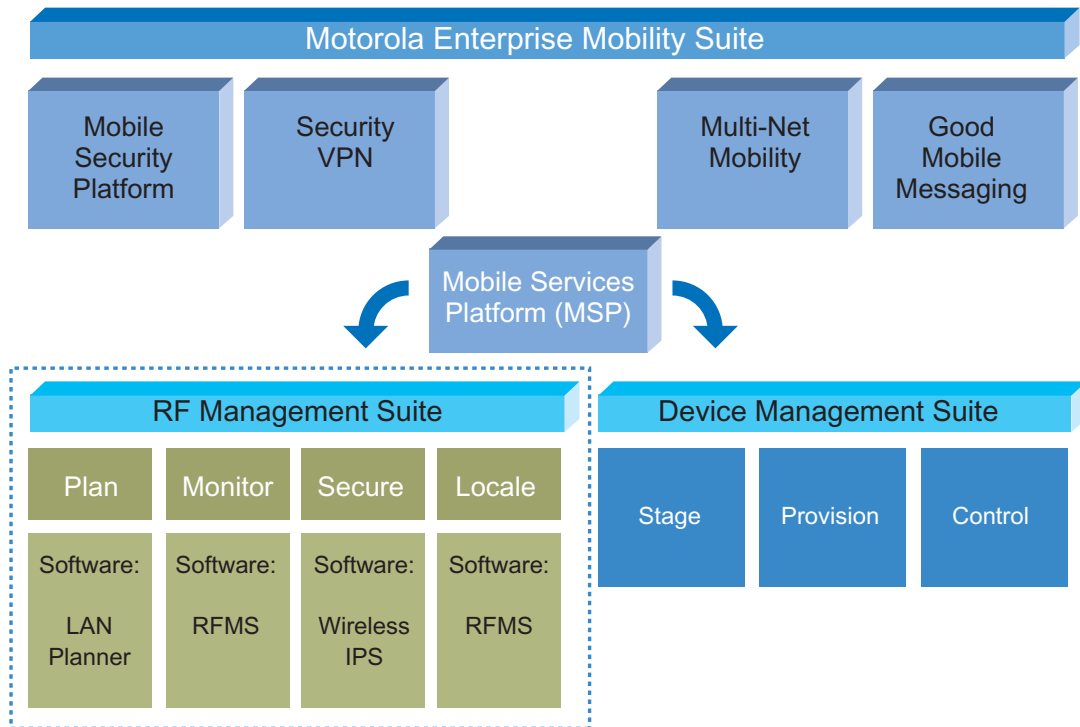 Motorola Enterprise Mobility Suite
Mobile
Security
Platform
Security
VPN
Multi-Net
Mobility
Good
Mobile
Messaging
Mobile Services
Platform (MSP)
RF Management Suite
Device Management Suite
Plan
Monitor
Secure
Locale
Stage
Provision
Control
Software:
LAN
Planner
Software:
RFMS
Software:
Wireless
IPS
Software:
RFMS